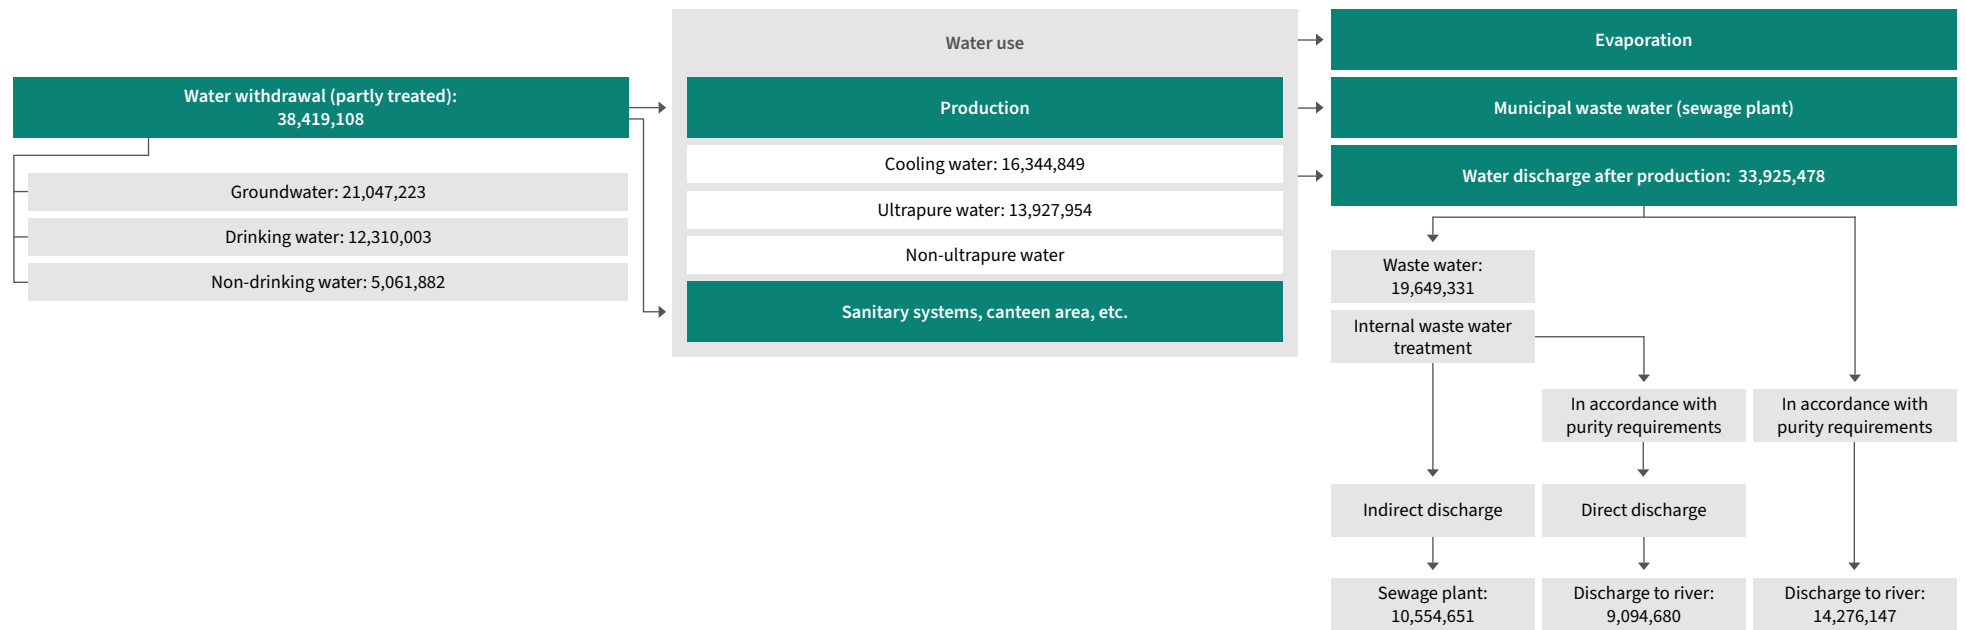 Water withdrawal (partly treated):
38,419,108
Groundwater: 21,047,223
Drinking water: 12,310,003
Non-drinking water: 5,061,882
Water use
Production
Cooling water: 16,344,849
Ultrapure water: 13,927,954
Non-ultrapure water
Sanitary systems, canteen area, etc.
Evaporation
Municipal waste water (sewage plant)
Water discharge after production: 33,925,478
Waste water:
19,649,331
Internal waste water
treatment
In accordance with
purity requirements
In accordance with
purity requirements
Indirect discharge
Direct discharge
Sewage plant:
10,554,651
Discharge to river:
9,094,680
Discharge to river:
14,276,147